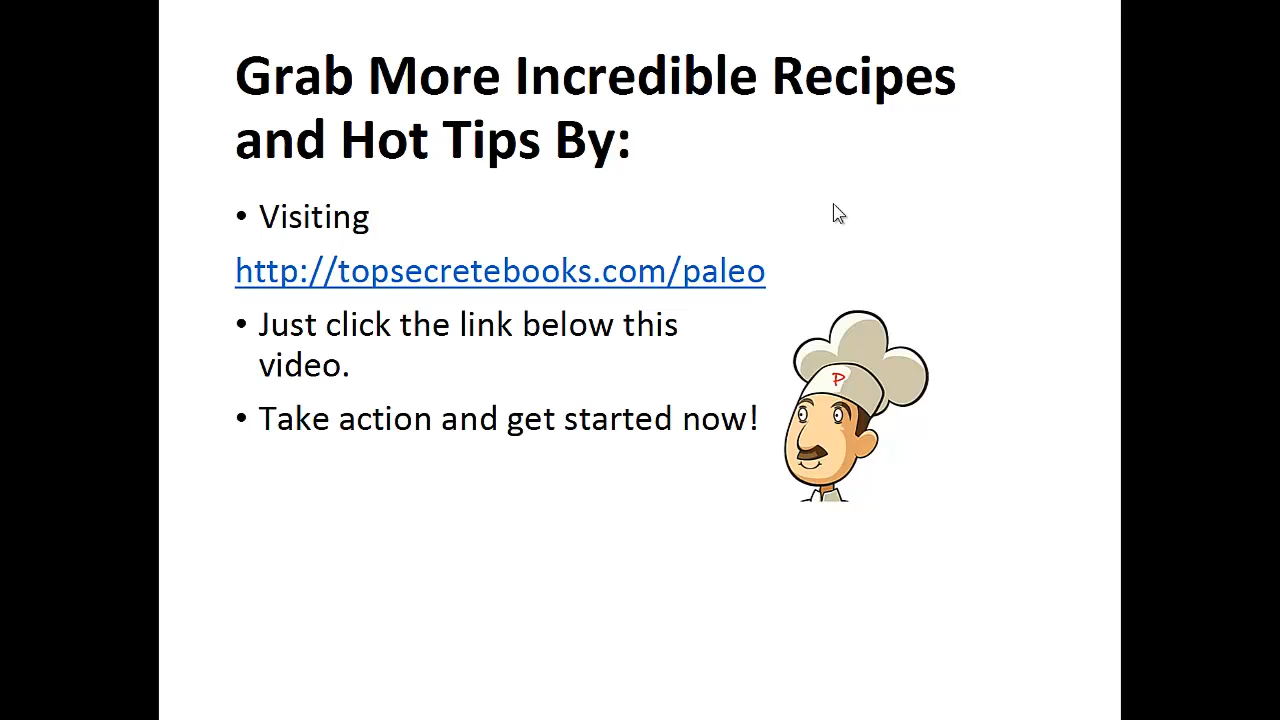 Grab More Incredible Recipes
and Hot Tips By:
• Visiting
http://topsecretebooks.com/paleo
• Just click the link below this
video.
• Take action and get started now!
P